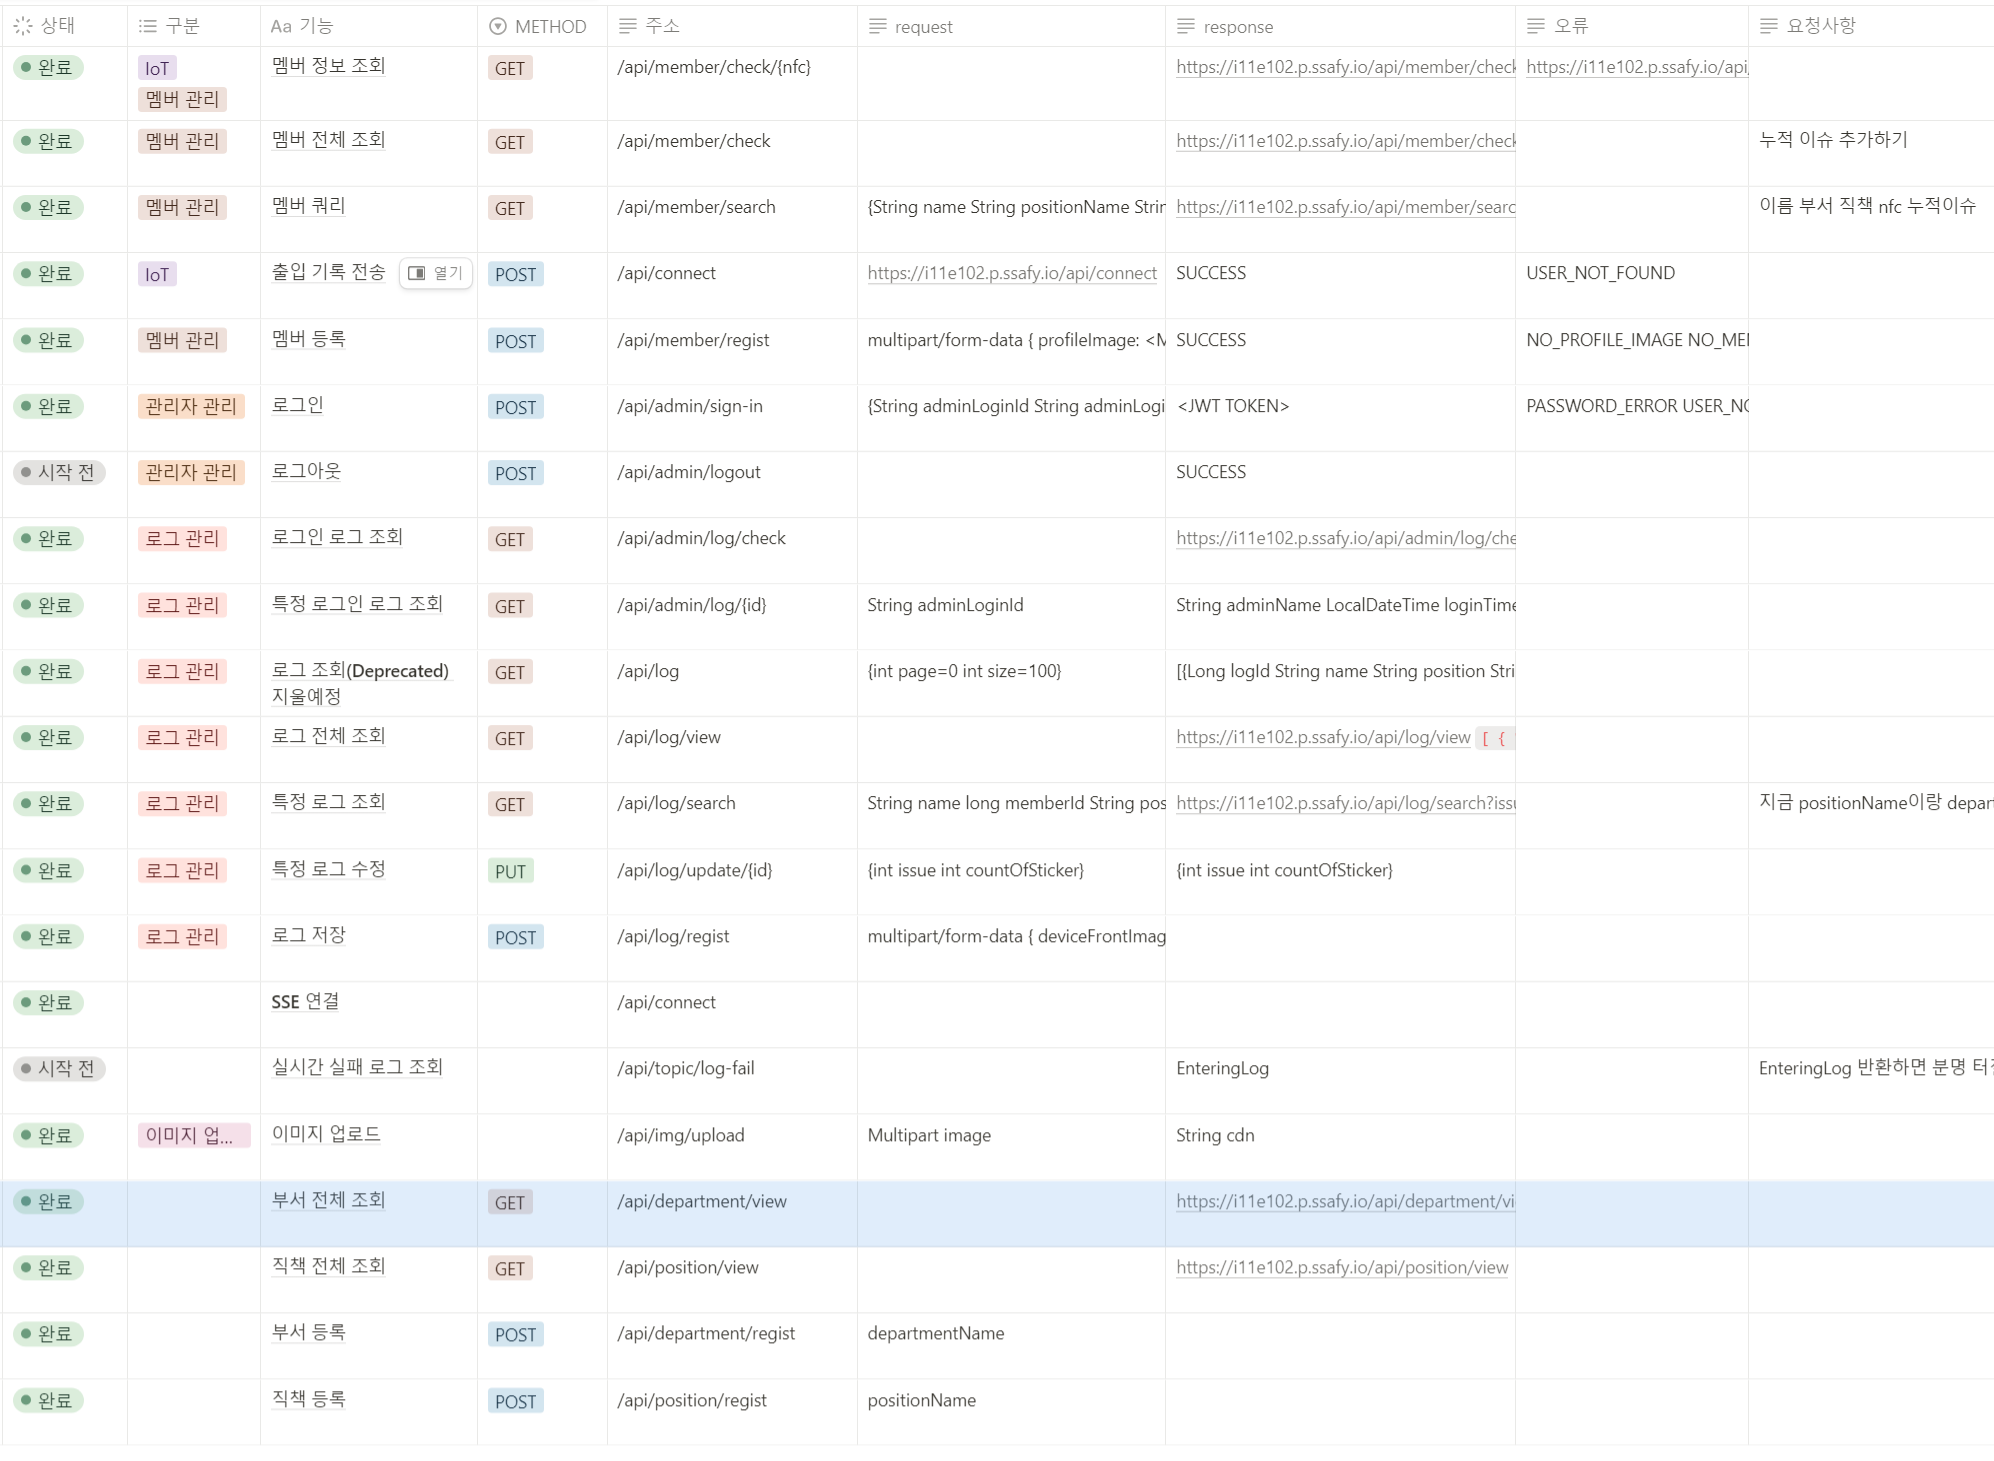 상태 구분 Aa 기능 METHOD 주소 request response 오류 요청사항
완료 IoT 멤버 정보 조회 GET /api/member/check/{nfc} https://i11e102.p.ssafy.io/api/member/check https://i11e102.p.ssafy.io/api/
멤버 관리
완료 멤버 관리 멤버 전체 조회 GET /api/member/check https://i11e102.p.ssafy.io/api/member/check 누적 이슈 추가하기
완료 멤버 관리 멤버 쿼리 GET /api/member/search {String name String positionName Strin https://i11e102.p.ssafy.io/api/member/searc 이름 부서 직책 nfc 누적이슈
완료 IoT 출입 기록 전송 열기 POST /api/connect https://i11e102.p.ssafy.io/api/connect SUCCESS USER_NOT_FOUND
완료 멤버 관리 멤버 등록 POST /api/member/regist multipart/form-data { profileImage: <M SUCCESS NO_PROFILE_IMAGE NO_MEI
완료 관리자 관리 로그인 POST /api/admin/sign-in {String adminLoginId String adminLogi <JWT TOKEN> PASSWORD_ERROR USER_NO
시작 전 관리자 관리 로그아웃 POST /api/admin/logout SUCCESS
완료 로그 관리 로그인 로그 조회 GET /api/admin/log/check https://i11e102.p.ssafy.io/api/admin/log/che
완료 로그 관리 특정 로그인 로그 조회 GET /api/admin/log/{id} String adminLoginId String adminName LocalDateTime loginTime
완료 로그 관리 로그 조회(Deprecated) GET /api/log {int page=0 int size=100} [{Long logId String name String position Stri
지울예정
완료 로그 관리 로그 전체 조회 GET /api/log/view https://i11e102.p.ssafy.io/api/log/view [ {
완료 로그 관리 특정 로그 조회 GET /api/log/search String name long memberId String pos https://i11e102.p.ssafy.io/api/log/search?issu 지금 positionName이랑 depar
완료 로그 관리 특정 로그 수정 PUT /api/log/update/{id} {int issue int countOfSticker} {int issue int countOfSticker}
완료 로그 관리 로그 저장 POST /api/log/regist multipart/form-data { deviceFrontImag
완료 SSE 연결 /api/connect
시작 전 실시간 실패 로그 조회 /api/topic/log-fail EnteringLog EnteringLog 반환하면 분명 터
완료 이미지 업... 이미지 업로드 /api/img/upload Multipart image String cdn
완료 부서 전체 조회 GET /api/department/view https://i11e102.p.ssafy.io/api/department/vi
완료 직책 전체 조회 GET /api/position/view https://i11e102.p.ssafy.io/api/position/view
완료 부서 등록 POST /api/department/regist departmentName
완료 직책 등록 POST /api/position/regist positionName